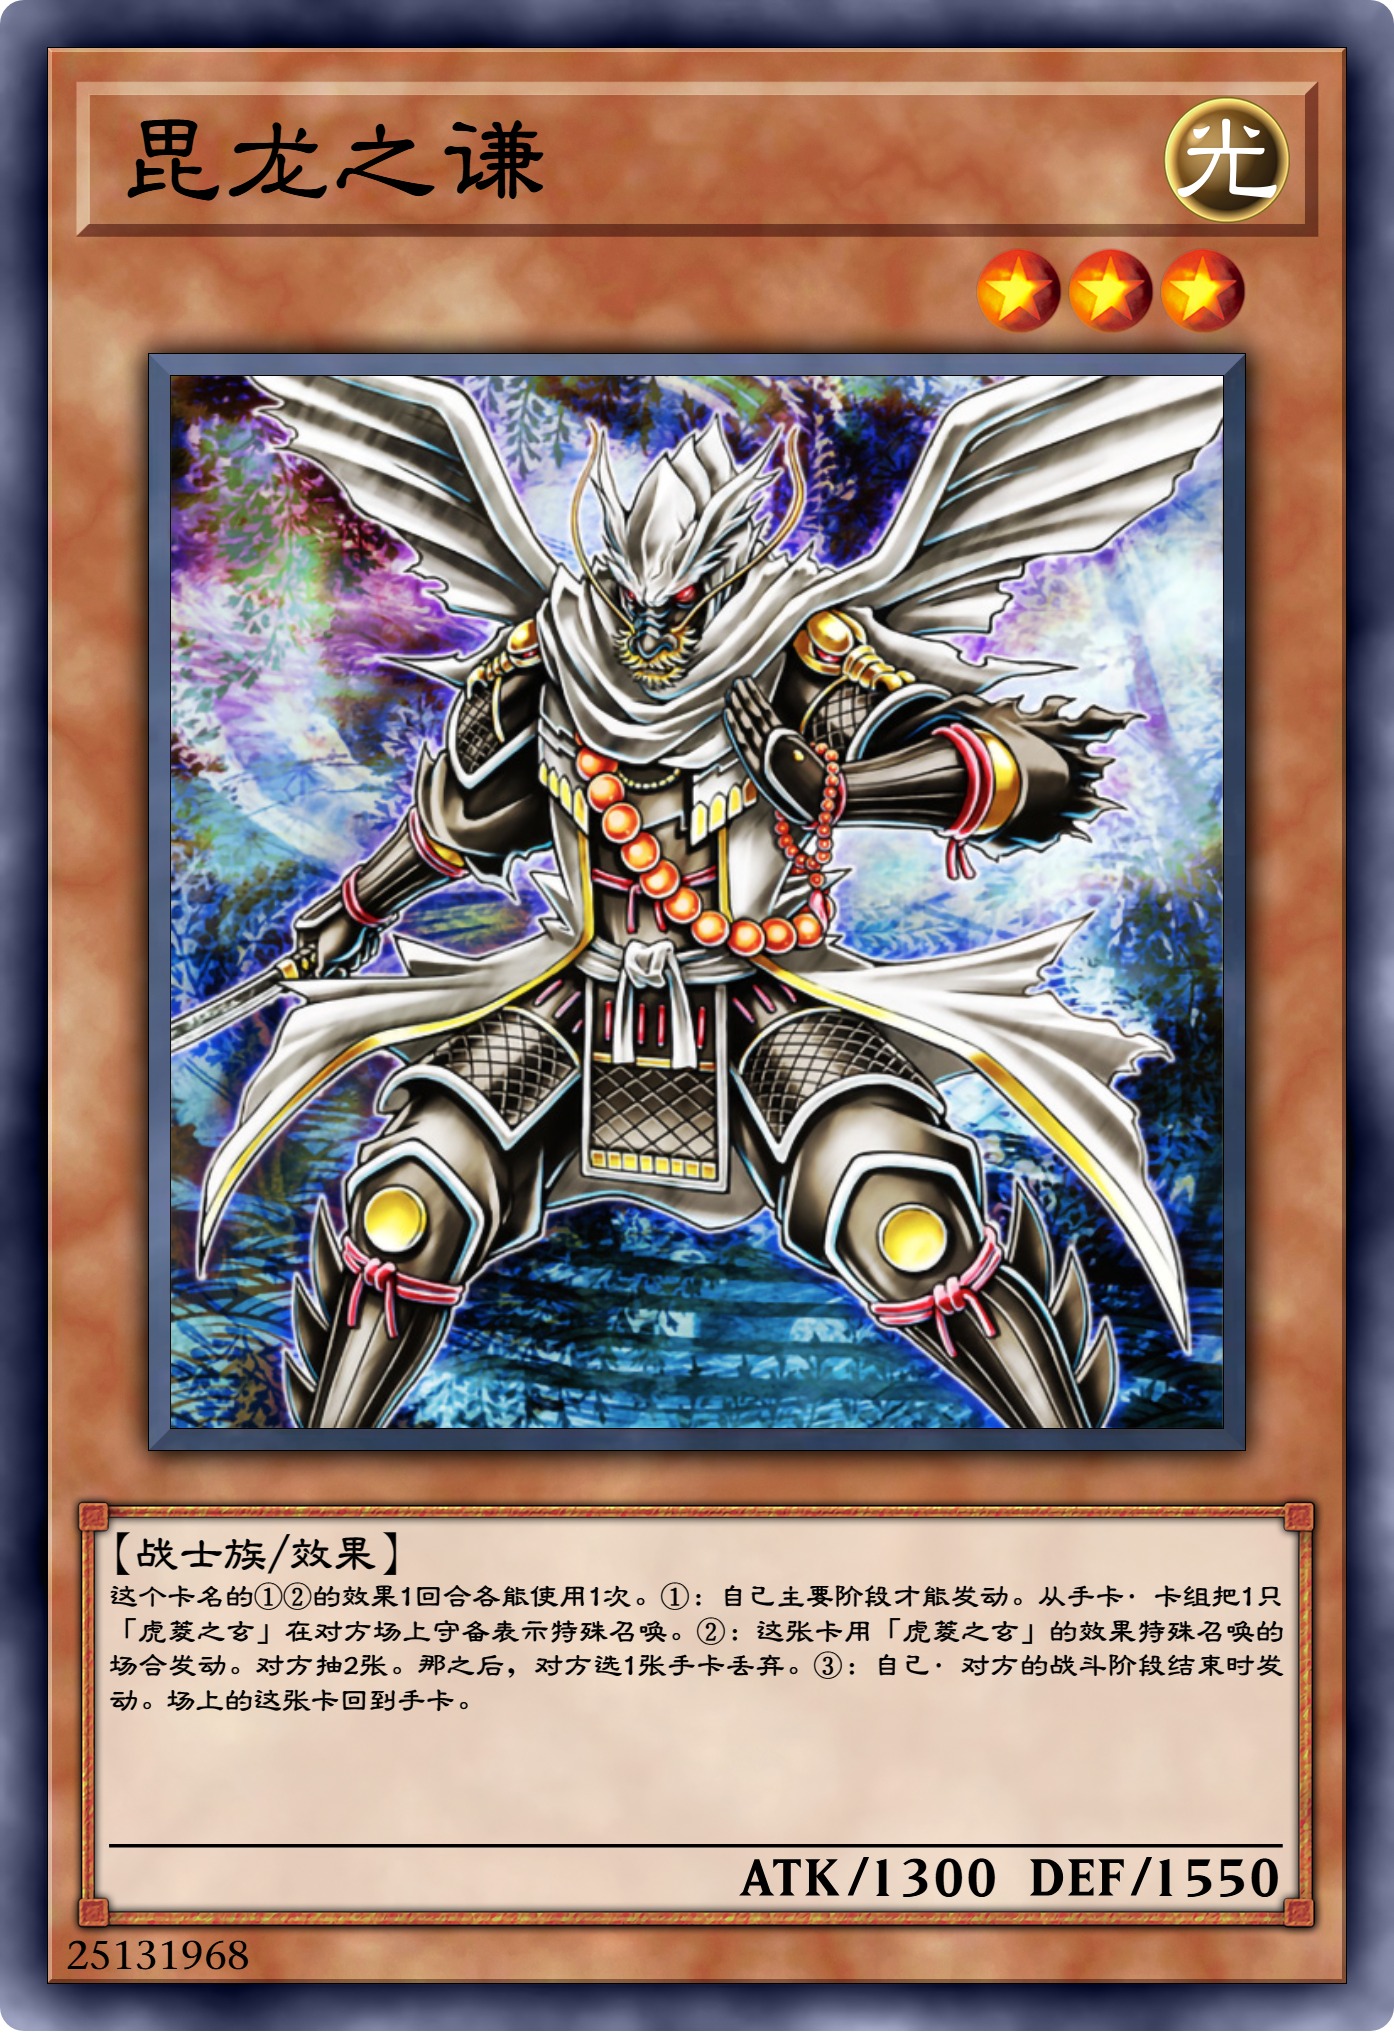 毘龙之谦
光
【战士族/效果】
这个卡名的①②的效果1回合各能使用1次。①：自己主要阶段才能发动。从手卡·卡组把1只
「虎菱之玄」在对方场上守备表示特殊召唤。②：这张卡用「虎菱之玄」的效果特殊召唤的
场合发动。对方抽2张。那之后，对方选1张手卡丢弃。③：自己·对方的战斗阶段结束时发
动。场上的这张卡回到手卡。
ATK/1300 DEF/1550
25131968